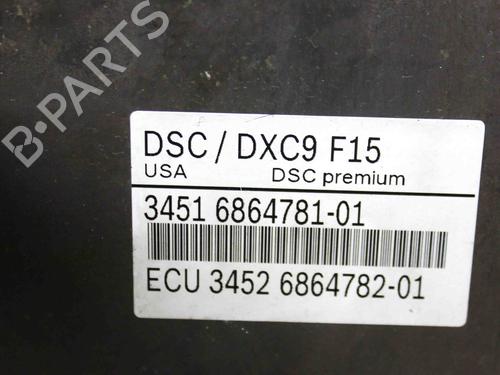 B-PARTS
DSC / DXC9 F15
USA DSC premium
3451 6864781-01
ECU 3452 6864782-01